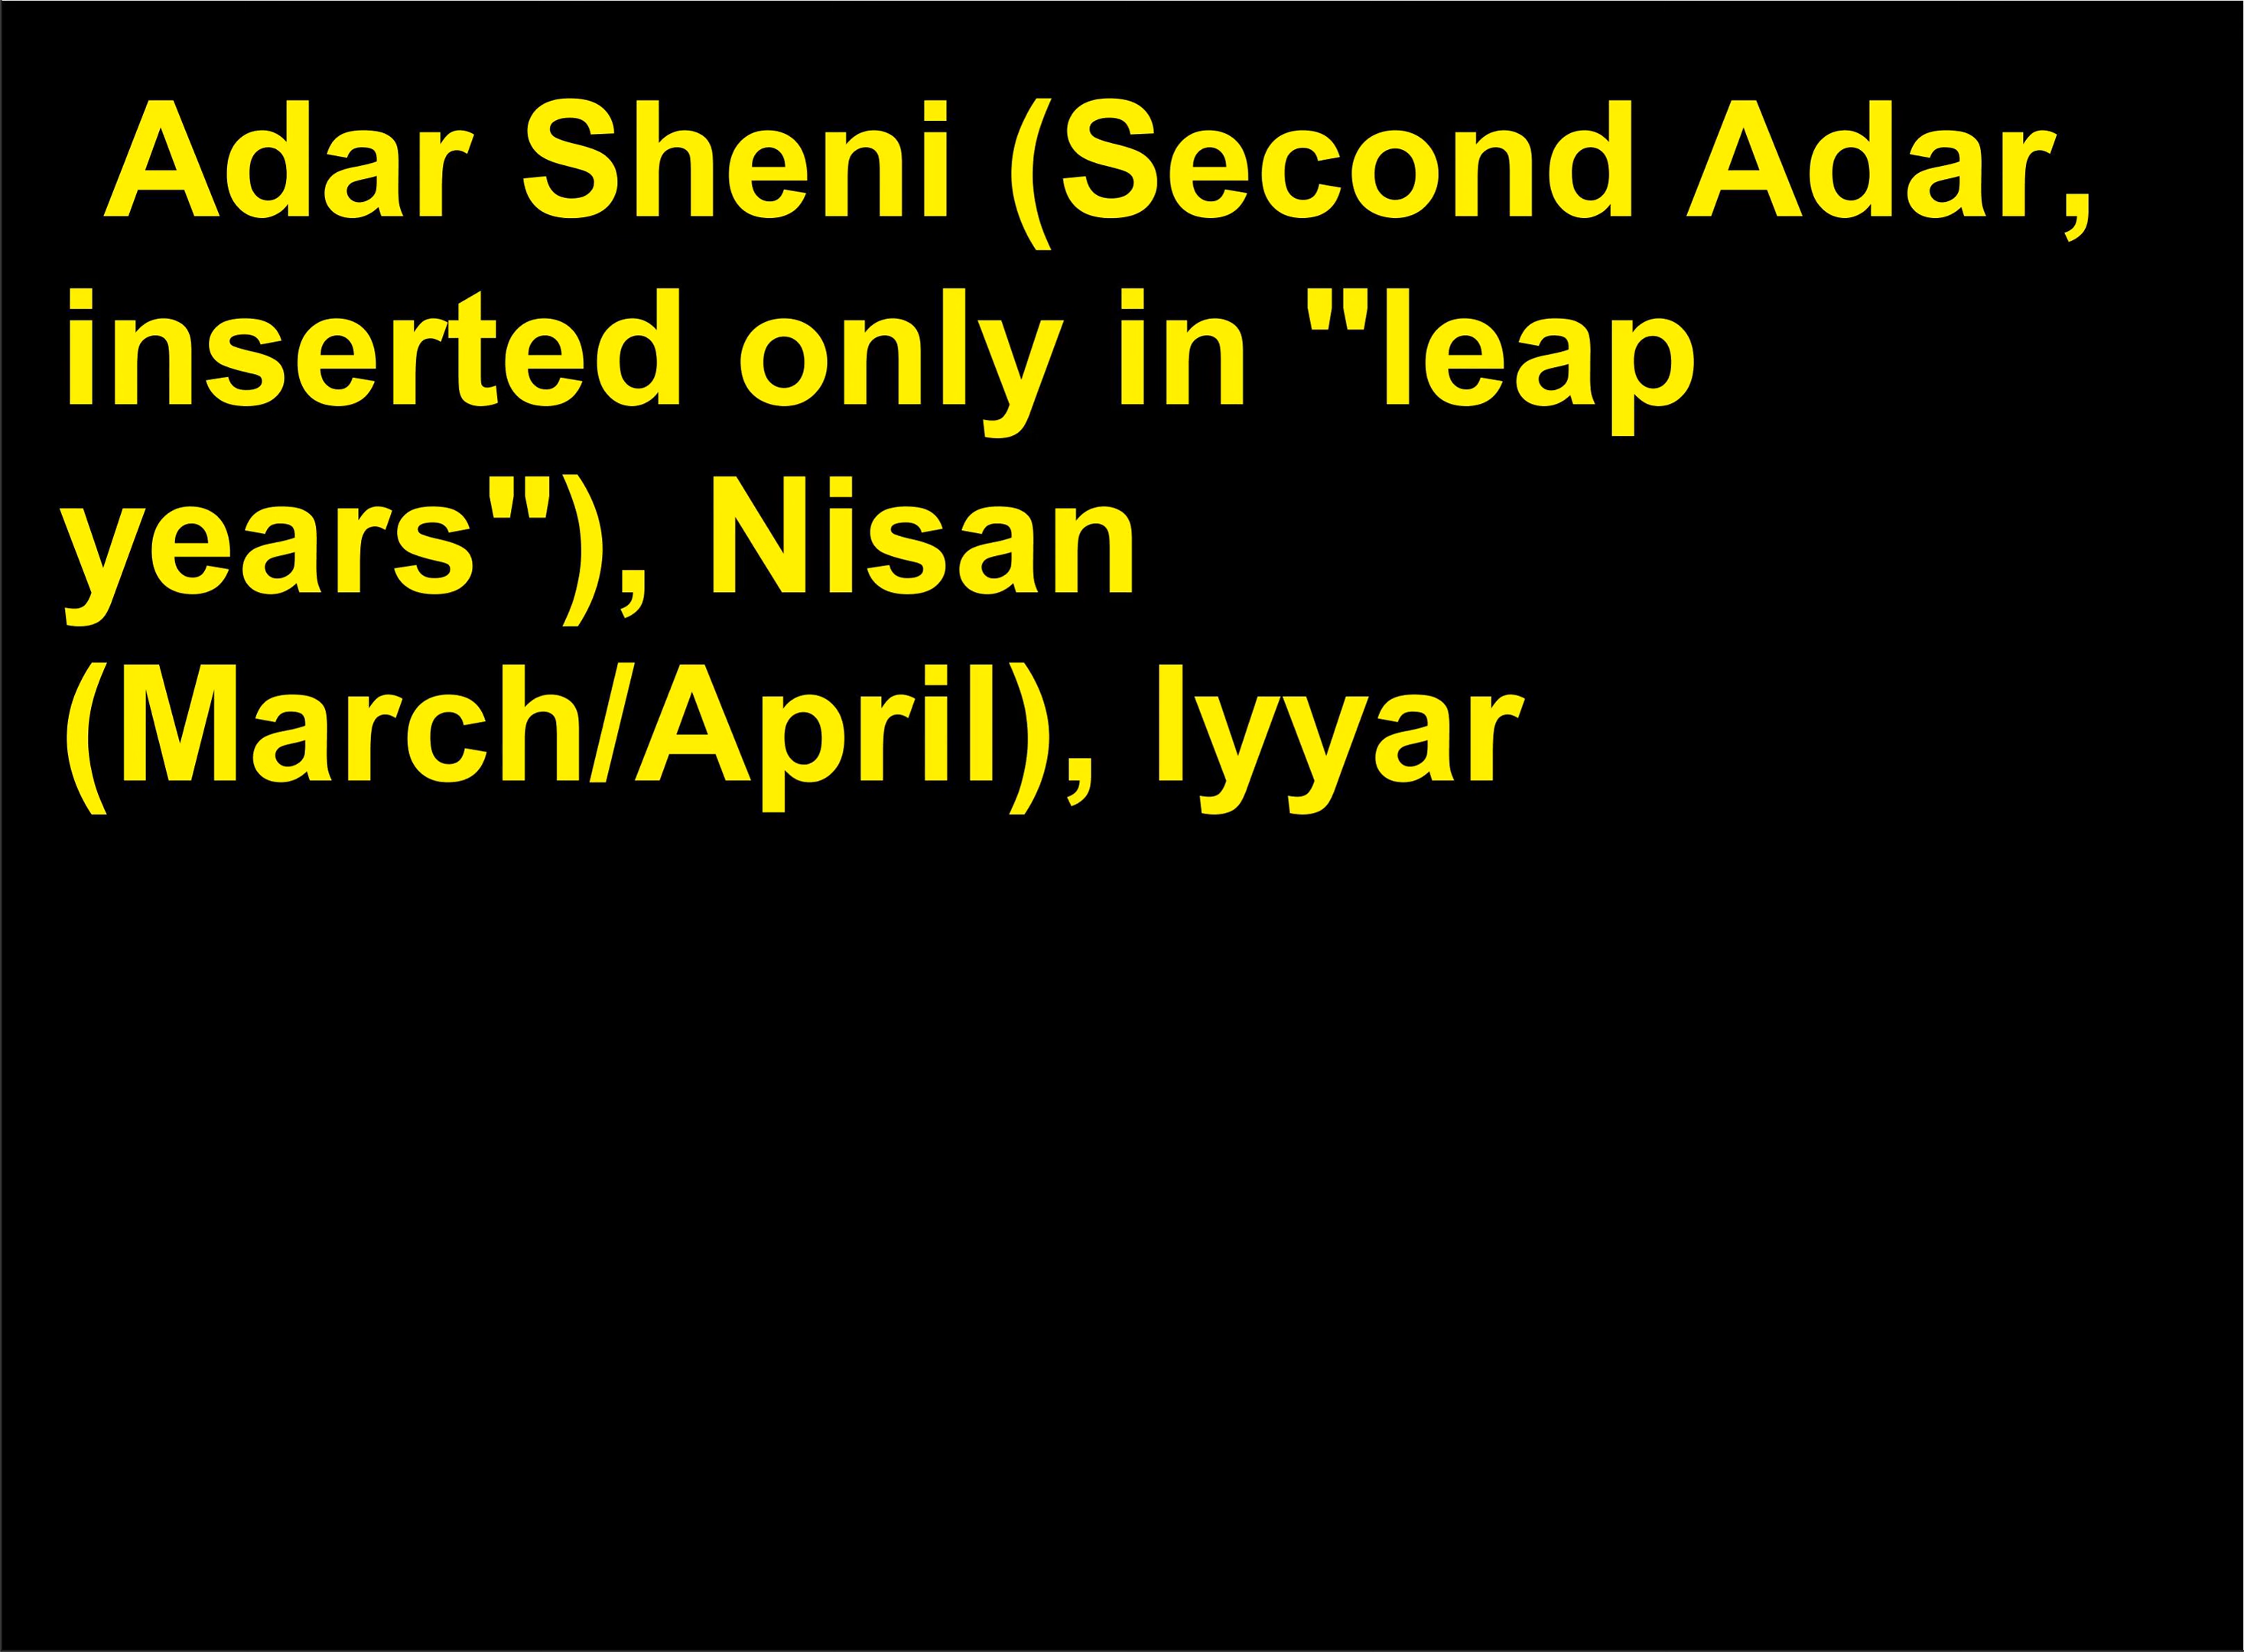 Adar Sheni (Second Adar,
inserted only in "leap
years"), Nisan
(March/April), Iyyar